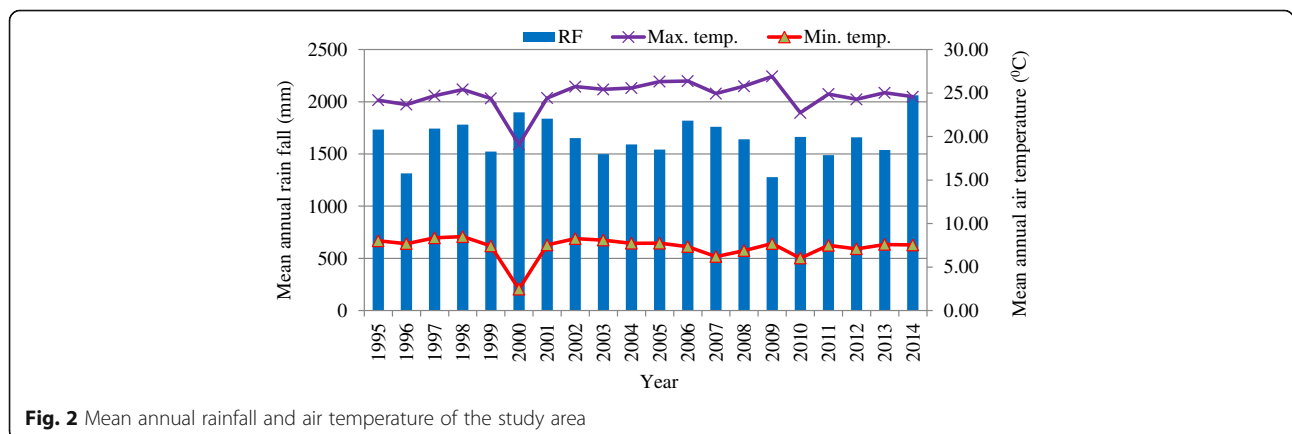 RF Max. temp. Min. temp.
2500
2000
1500
1000
500
0
Mean annual rain fall (mm)
30.00
25.00
20.00
15.00
10.00
5.00
0.00
Mean annual air temperature (⁰C)
1995 1996 1997 1998 1999 2000 2001 2002 2003 2004 2005 2006 2007 2008 2009 2010 2011 2012 2013 2014
Year
Fig. 2 Mean annual rainfall and air temperature of the study area